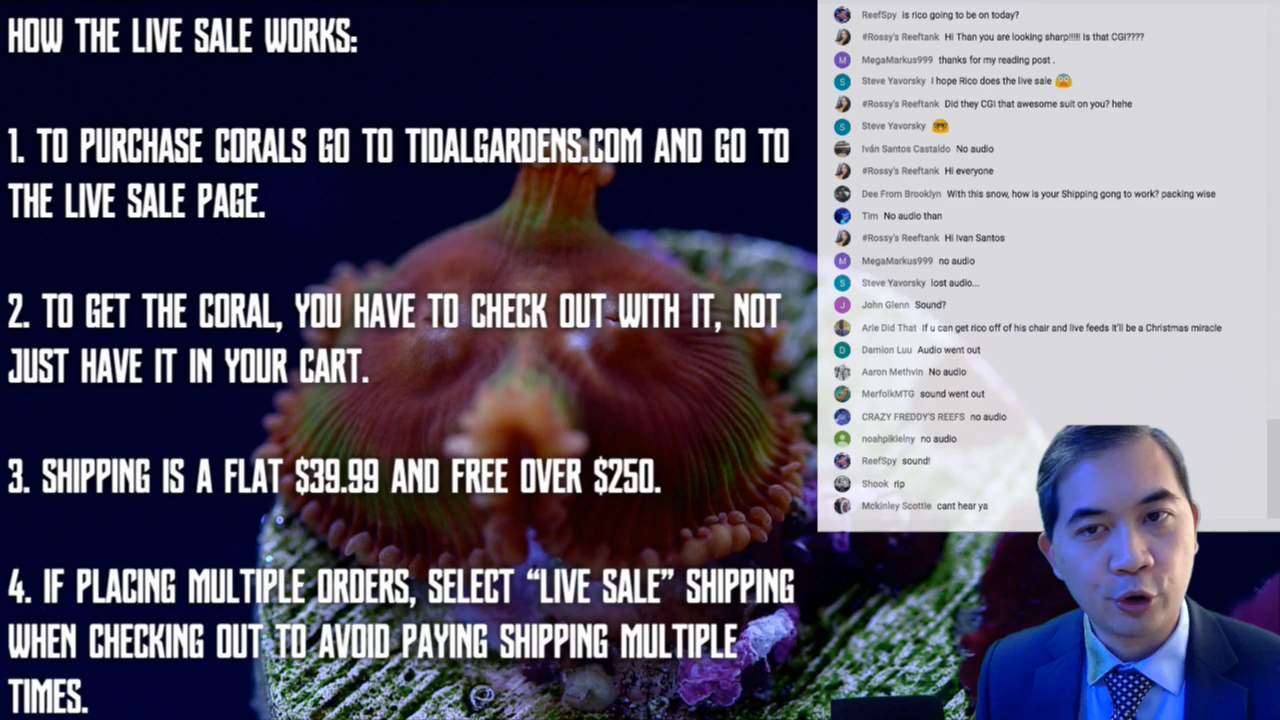 HOW THE LIVE SALE WORKS:
1. TO PURCHASE CORALS GO TO TIDALGARDENS.COM AND GO TO
THE LIVE SALE PAGE.
2. TO GET THE CORAL, YOU HAVE TO CHECK OUT WITH IT, NOT
JUST HAVE IT IN YOUR CART.
3. SHIPPING IS A FLAT $39.99 AND FREE OVER $250.
4. IF PLACING MULTIPLE ORDERS, SELECT “LIVE SALE” SHIPPING
WHEN CHECKING OUT TO AVOID PAYING SHIPPING MULTIPLE
TIMES.
ReefSpy Is rico going to be on today?
#Rossy's Reeftank Hi Than you are looking sharp!!!!! Is that CGI????
M MegaMarkus999 thanks for my reading post .
S Steve Yavorsky I hope Rico does the live sale
#Rossy's Reeftank Did they CGI that awesome suit on you? hehe
S Steve Yavorsky
Iván Santos Castaldo No audio
#Rossy's Reeftank Hi everyone
Dee From Brooklyn With this snow, how is your Shipping gong to work? packing wise
Tim No audio than
#Rossy's Reeftank Hi Ivan Santos
M MegaMarkus999 no audio
S Steve Yavorsky lost audio...
J John Glenn Sound?
Arie Did That If u can get rico off of his chair and live feeds It'll be a Christmas miracle
D Damion Luu Audio went out
Aaron Methvin No audio
MerfolkMTG sound went out
CRAZY FREDDY'S REEFS no audio
noahpikielny no audio
ReefSpy sound!
Shook rip
Mckinley Scottie cant hear ya